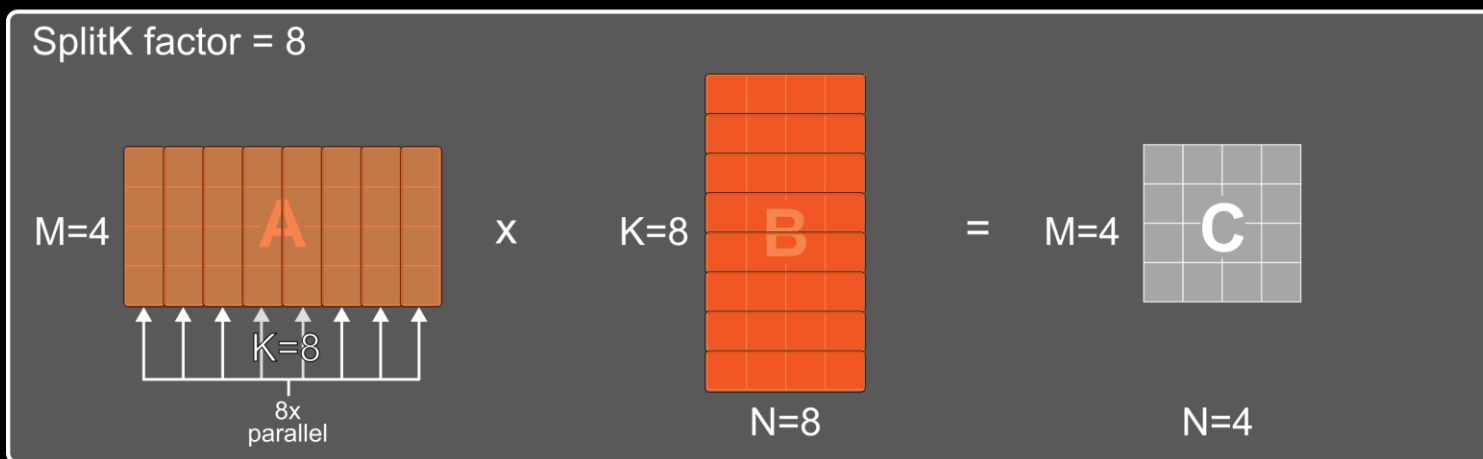 SplitK factor = 8
M=4
A
K=8
8x
parallel
x
K=8
B
N=8
=
M=4
C
N=4